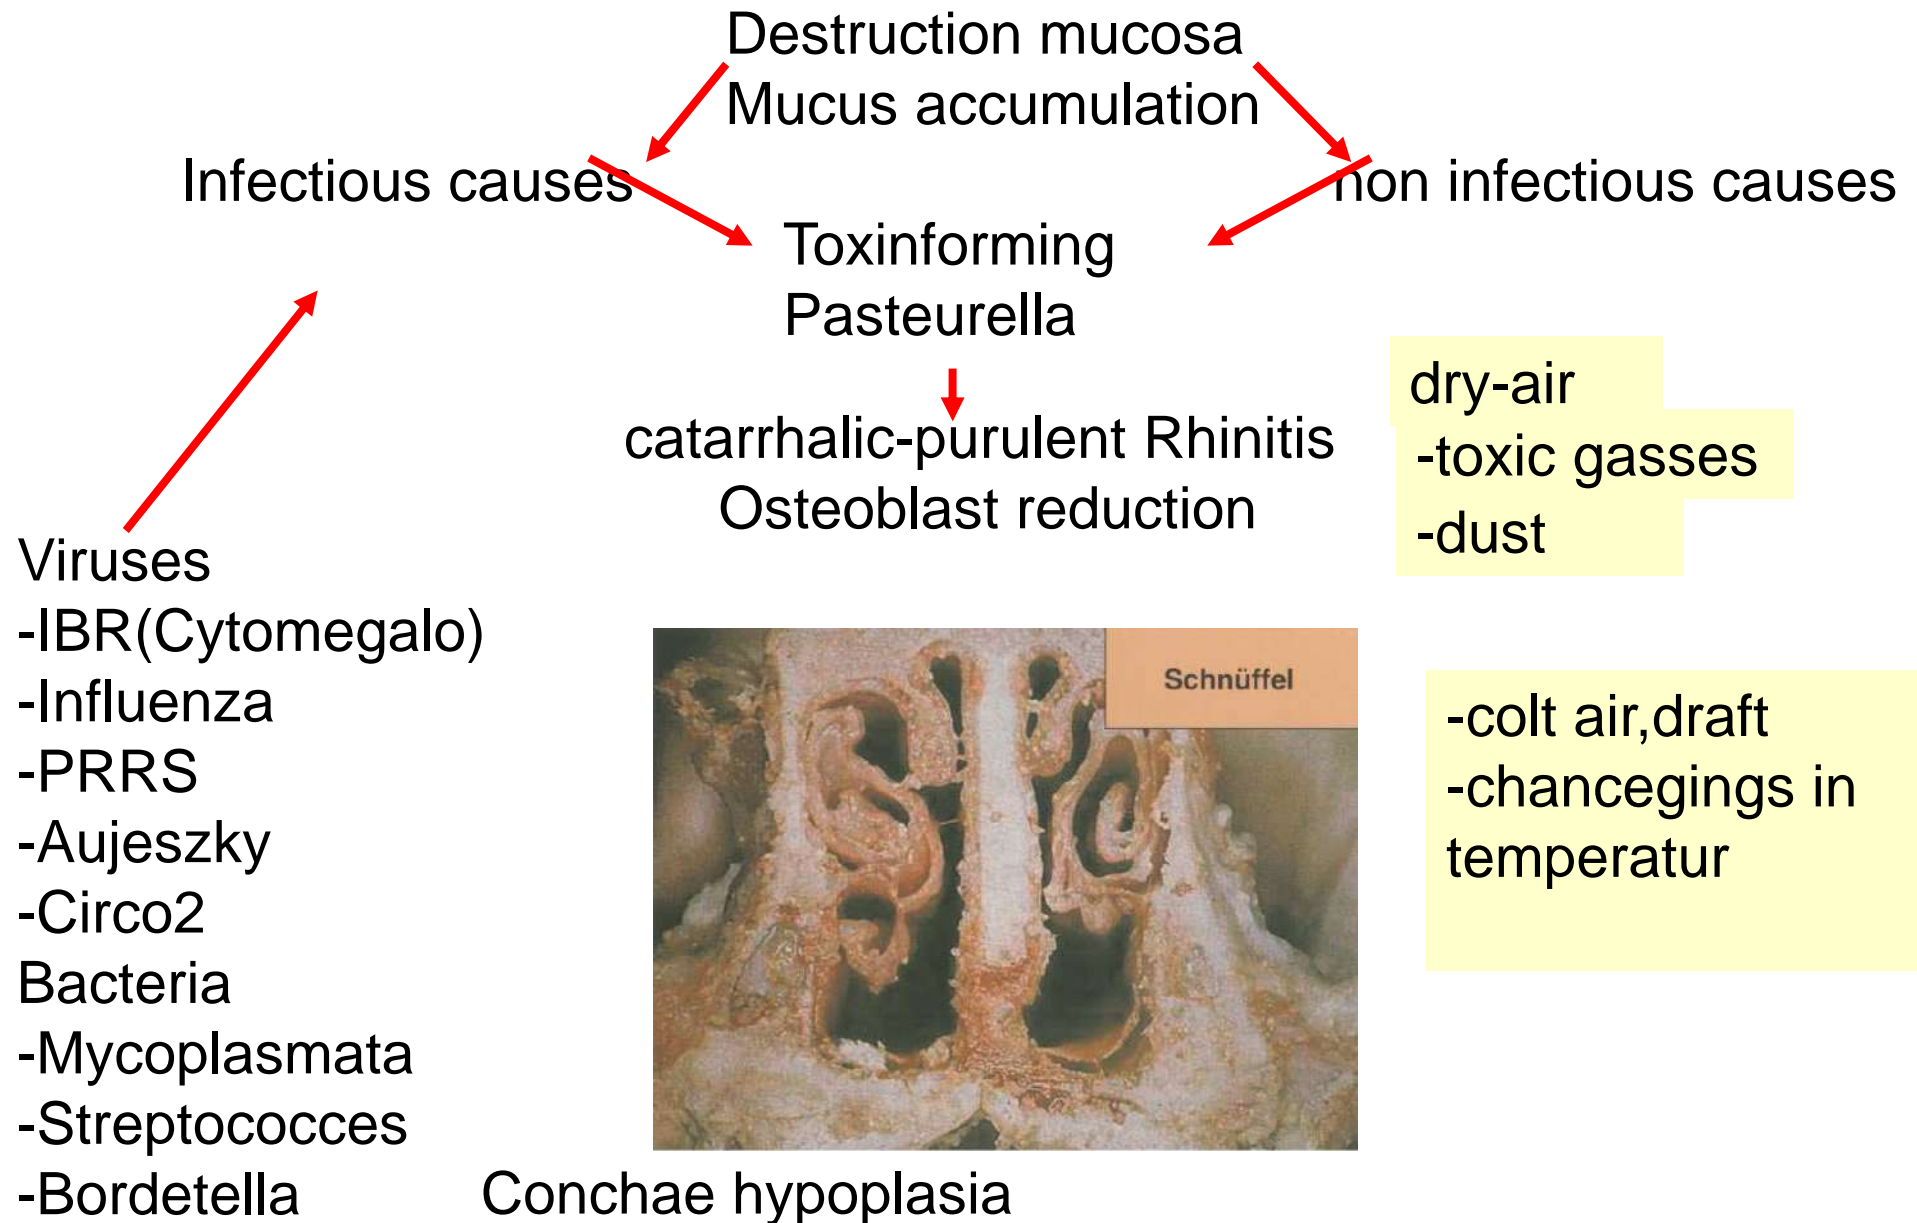 Destruction mucosa
Mucus accumulation
Infectious causes
non infectious causes
Toxinforming
Pasteurella
catarrhalic-purulent Rhinitis
Osteoblast reduction
dry-air
-toxic gasses
-dust
Viruses
-IBR(Cytomegalo)
-Influenza
-PRRS
-Aujeszky
-Circo2
Bacteria
-Mycoplasmata
-Streptococces
-Bordetella
Schnüffel
-colt air,draft
-chancegings in
temperatur
Conchae hypoplasia